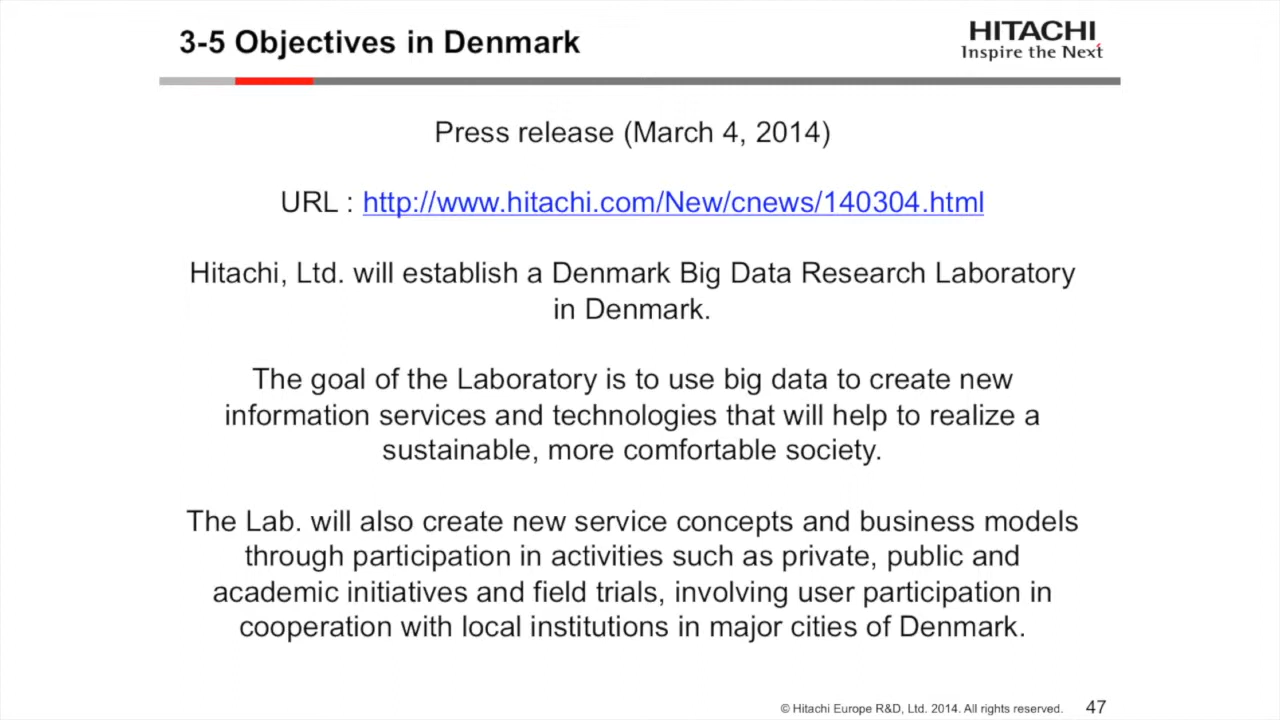 3-5 Objectives in Denmark
HITACHI
Inspire the Next
Press release (March 4, 2014)
URL : http://www.hitachi.com/New/cnews/140304.html
Hitachi, Ltd. will establish a Denmark Big Data Research Laboratory
in Denmark.
The goal of the Laboratory is to use big data to create new
information services and technologies that will help to realize a
sustainable, more comfortable society.
The Lab. will also create new service concepts and business models
through participation in activities such as private, public and
academic initiatives and field trials, involving user participation in
cooperation with local institutions in major cities of Denmark.
© Hitachi Europe R&D, Ltd. 2014. All rights reserved. 47